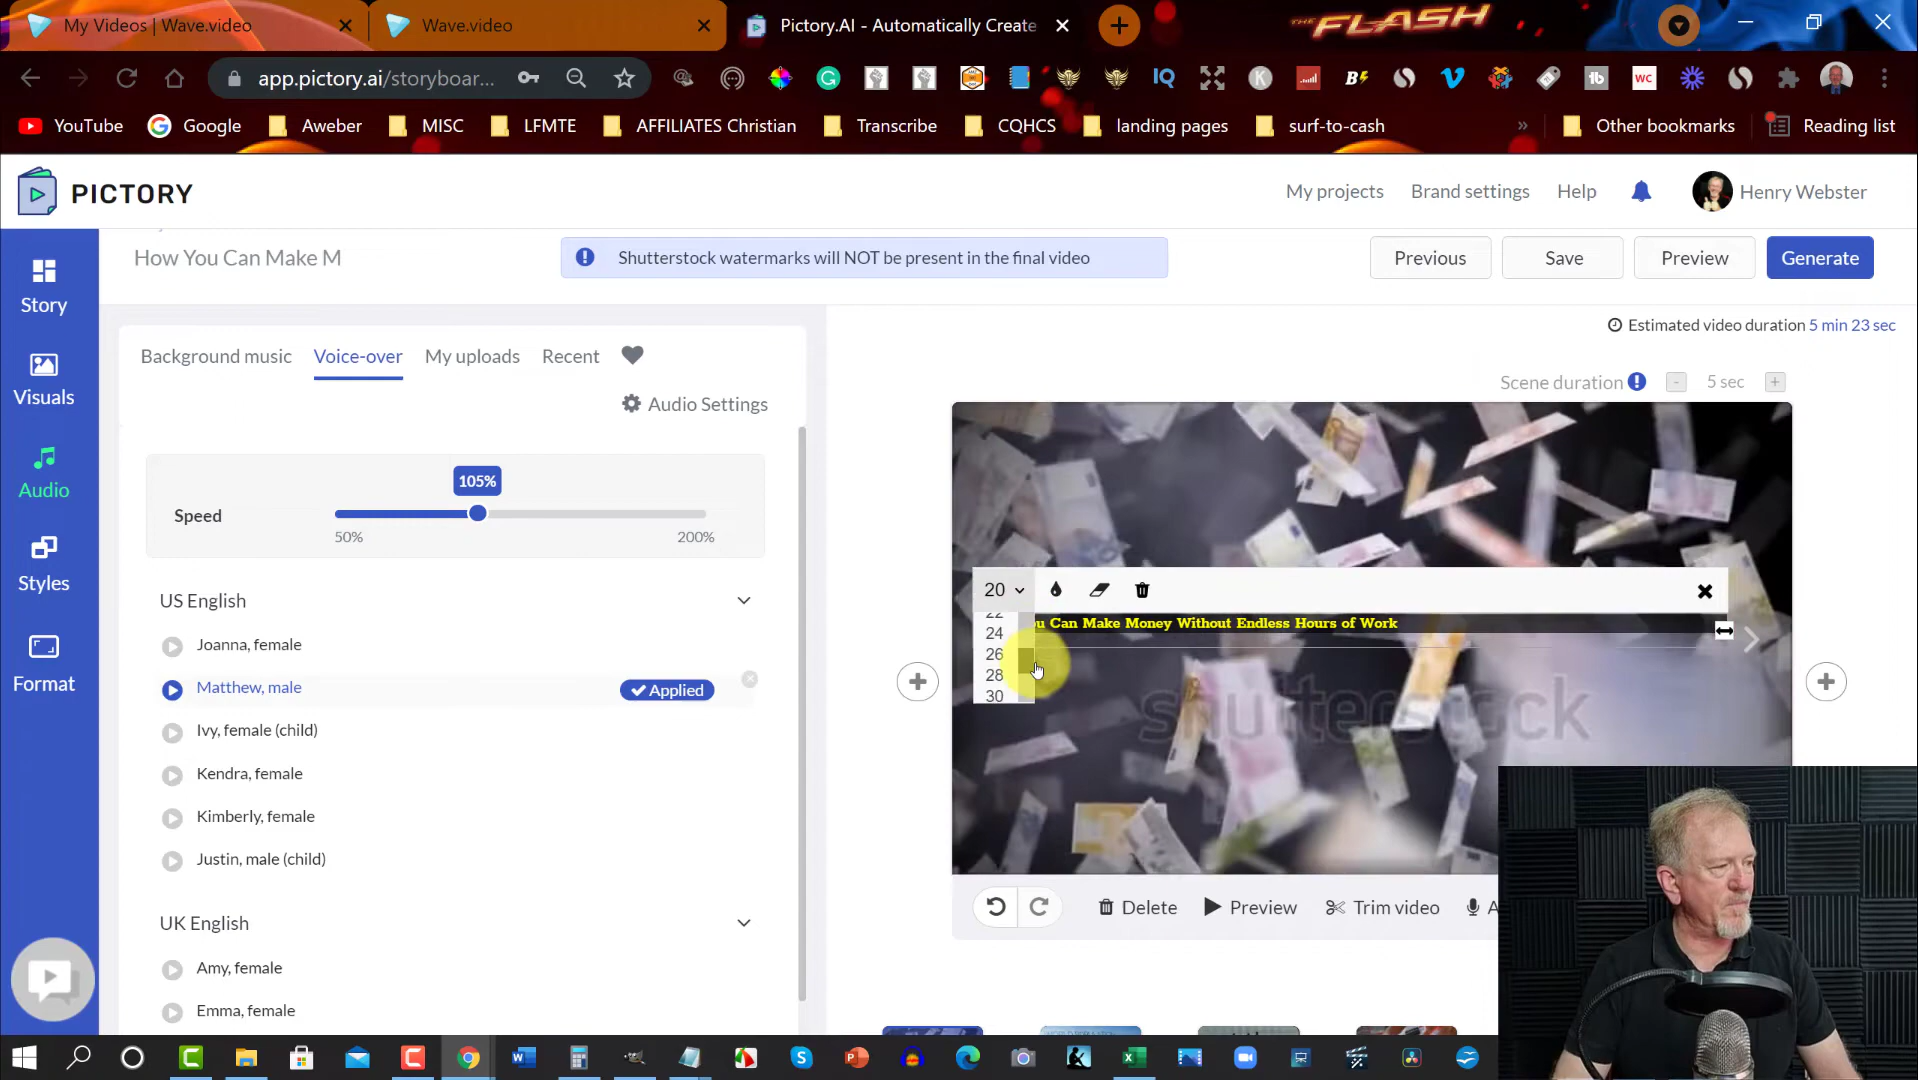 My Videos | Wave.video
Wave.video
Pictory.AI - Automatically Create
THE FLASH
app.pictory.ai/storyboar...
YouTube
Google
Aweber
MISC
LFMTE
AFFILIATES Christian
Transcribe
CQHCS
landing pages
surf-to-cash
»
Other bookmarks
Reading list
PICTORY
My projects
Brand settings
Help
Henry Webster
How You Can Make M
Shutterstock watermarks will NOT be present in the final video
Previous
Save
Preview
Generate
Story
Visuals
Audio
Styles
Format
Background music
Voice-over
My uploads
Recent
Audio Settings
Estimated video duration 5 min 23 sec
Scene duration
- 5 sec +
105%
Speed
50%
200%
US English
Joanna, female
Matthew, male
Applied
Ivy, female (child)
Kendra, female
Kimberly, female
Justin, male (child)
UK English
Amy, female
Emma, female
20
22
24
26
28
30
u Can Make Money Without Endless Hours of Work
shutterstock
Delete
Preview
Trim video
A